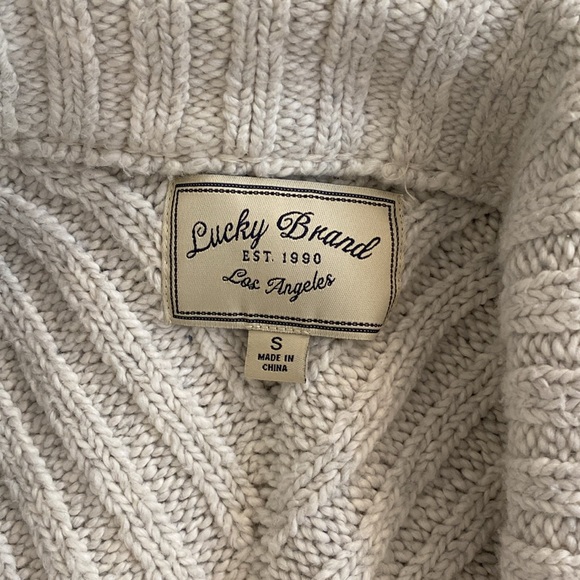 Lucky Brand
EST. 1990
Los Angeles
S
MADE IN
CHINA